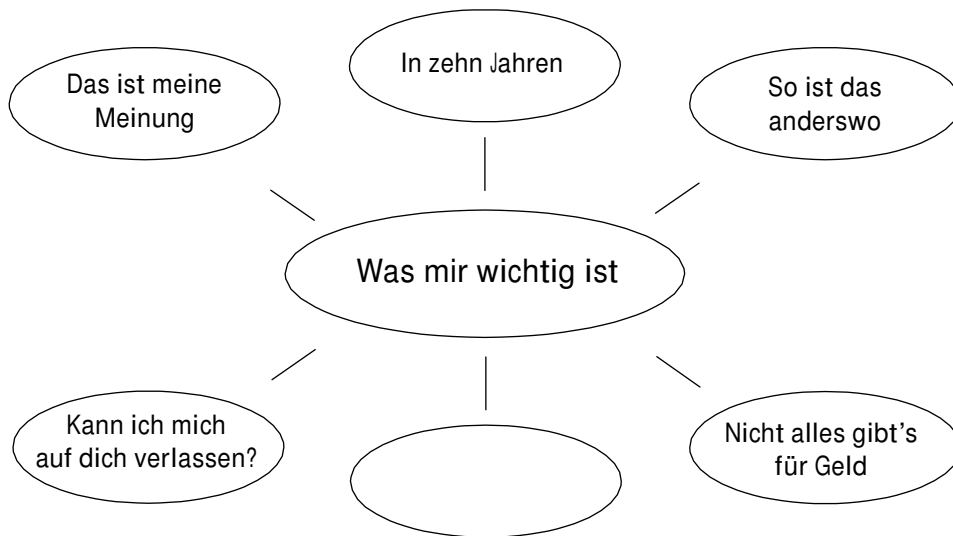 Das ist meine
Meinung
In zehn Jahren
So ist das
anderswo
Was mir wichtig ist
Kann ich mich
auf dich verlassen?
Nicht alles gibt's
für Geld